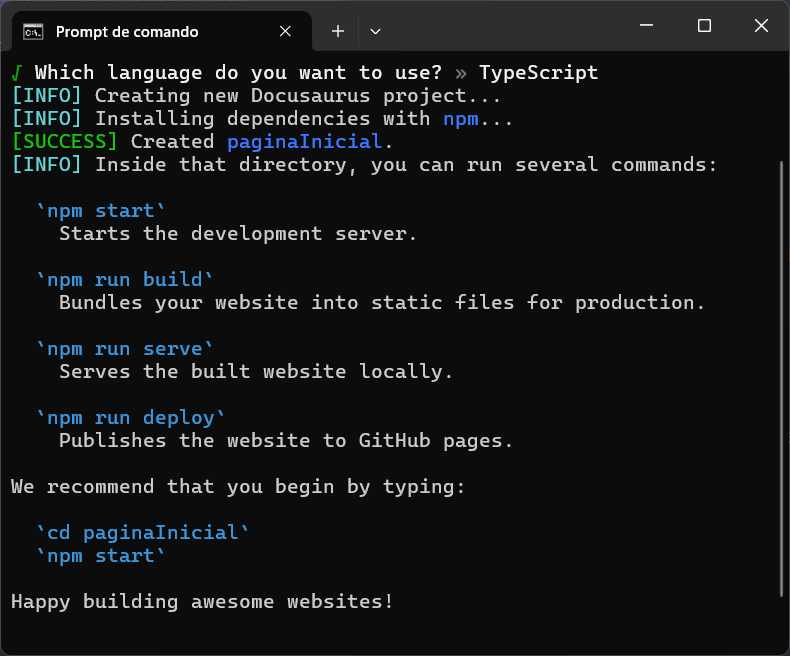 Prompt de comando
√ Which language do you want to use? » TypeScript
[INFO] Creating new Docusaurus project...
[INFO] Installing dependencies with npm...
[SUCCESS] Created paginaInicial.
[INFO] Inside that directory, you can run several commands:
`npm start`
Starts the development server.
`npm run build`
Bundles your website into static files for production.
`npm run serve`
Serves the built website locally.
`npm run deploy`
Publishes the website to GitHub pages.
We recommend that you begin by typing:
`cd paginaInicial`
`npm start`
Happy building awesome websites!